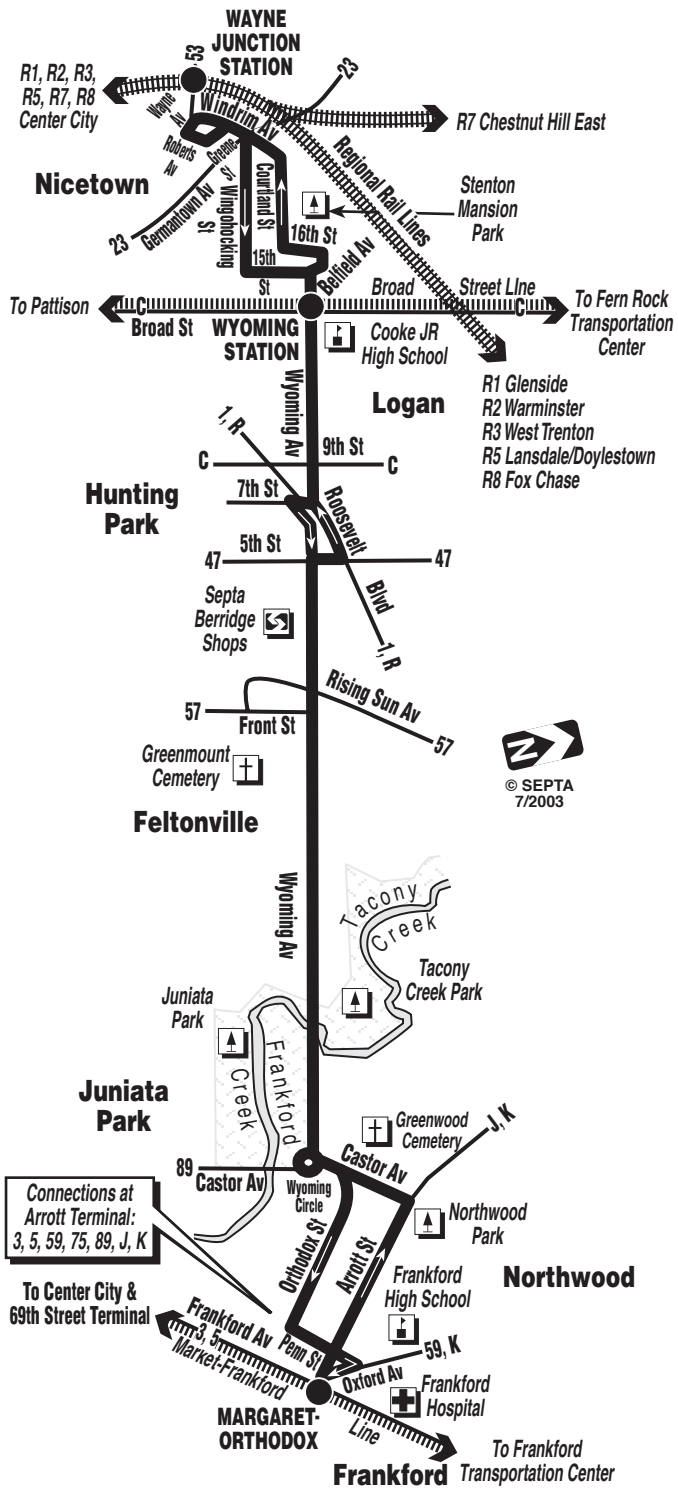 WAYNE
JUNCTION
STATION
53
23
R1, R2, R3,
R5, R7, R8
Center City
Wayne
Av
Windrim Av
R7 Chestnut Hill East
Roberts
Av
Greene
St
Nicetown
Regional Rail Lines
Stenton
Mansion
Park
Germantown Av
23
Wingohocking
St
Courtland St
16th St
15th
St
Belfield Av
To Pattison
C
Broad St
Broad
Street LIne
C
To Fern Rock
Transportation
Center
WYOMING
STATION
Cooke JR
High School
Wyoming Av
Logan
R1 Glenside
R2 Warminster
R3 West Trenton
R5 Lansdale/Doylestown
R8 Fox Chase
1, R
9th St
C
C
Hunting
Park
7th St
Roosevelt
5th St
47
47
Blvd
Septa
Berridge
Shops
1, R
Rising Sun Av
57
Front St
57
Greenmount
Cemetery
N
© SEPTA
7/2003
Feltonville
Wyoming Av
Tacony
Creek
Tacony
Creek Park
Juniata
Park
Frankford
Creek
Juniata
Park
Greenwood
Cemetery
J, K
89
Castor Av
Castor Av
Wyoming
Circle
Connections at
Arrott Terminal:
3, 5, 59, 75, 89, J, K
Northwood
Park
Orthodox St
Arrott St
Northwood
Frankford
High School
To Center City &
69th Street Terminal
Frankford Av
3, 5
Penn St
59, K
Market-Frankford
Oxford Av
Frankford
Hospital
MARGARET-
ORTHODOX
Line
Frankford
To Frankford
Transportation Center